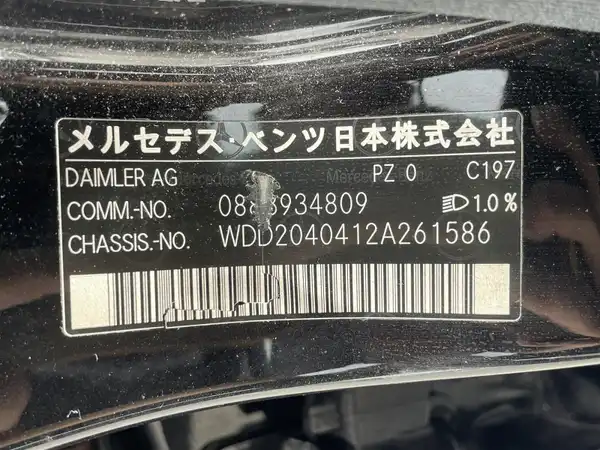 メルセデス・ベンツ日本株式会社
DAIMLER AG PZ 0 C197
COMM.-NO. 0888934809 1.0%
CHASSIS.-NO. WDD2040412A261586